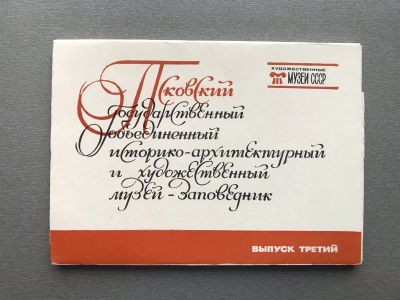 ХУДОЖЕСТВЕННЫЕ
МУЗЕИ СССР
Псковский
государственный
объединенный
историко-архитектурный
и художественный
музей-заповедник
ВЫПУСК ТРЕТИЙ